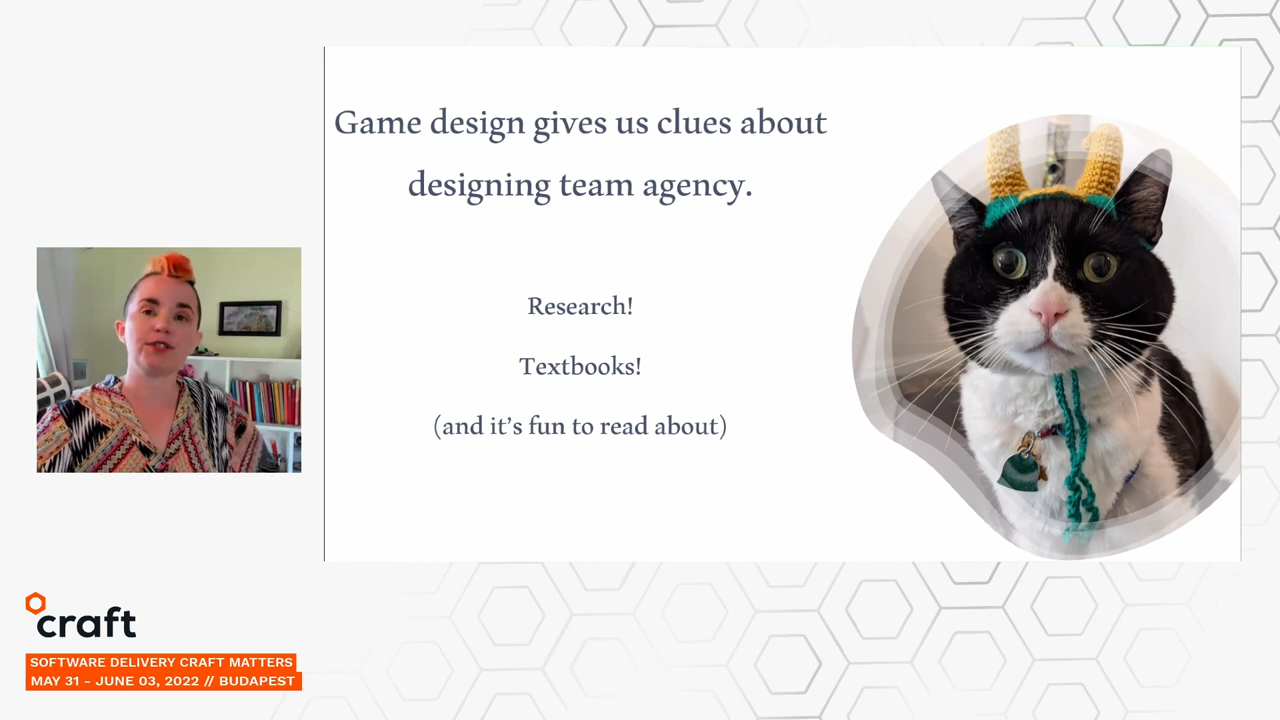 Game design gives us clues about
designing team agency.
Research!
Textbooks!
(and it's fun to read about)
craft
SOFTWARE DELIVERY CRAFT MATTERS
MAY 31 - JUNE 03, 2022 // BUDAPEST